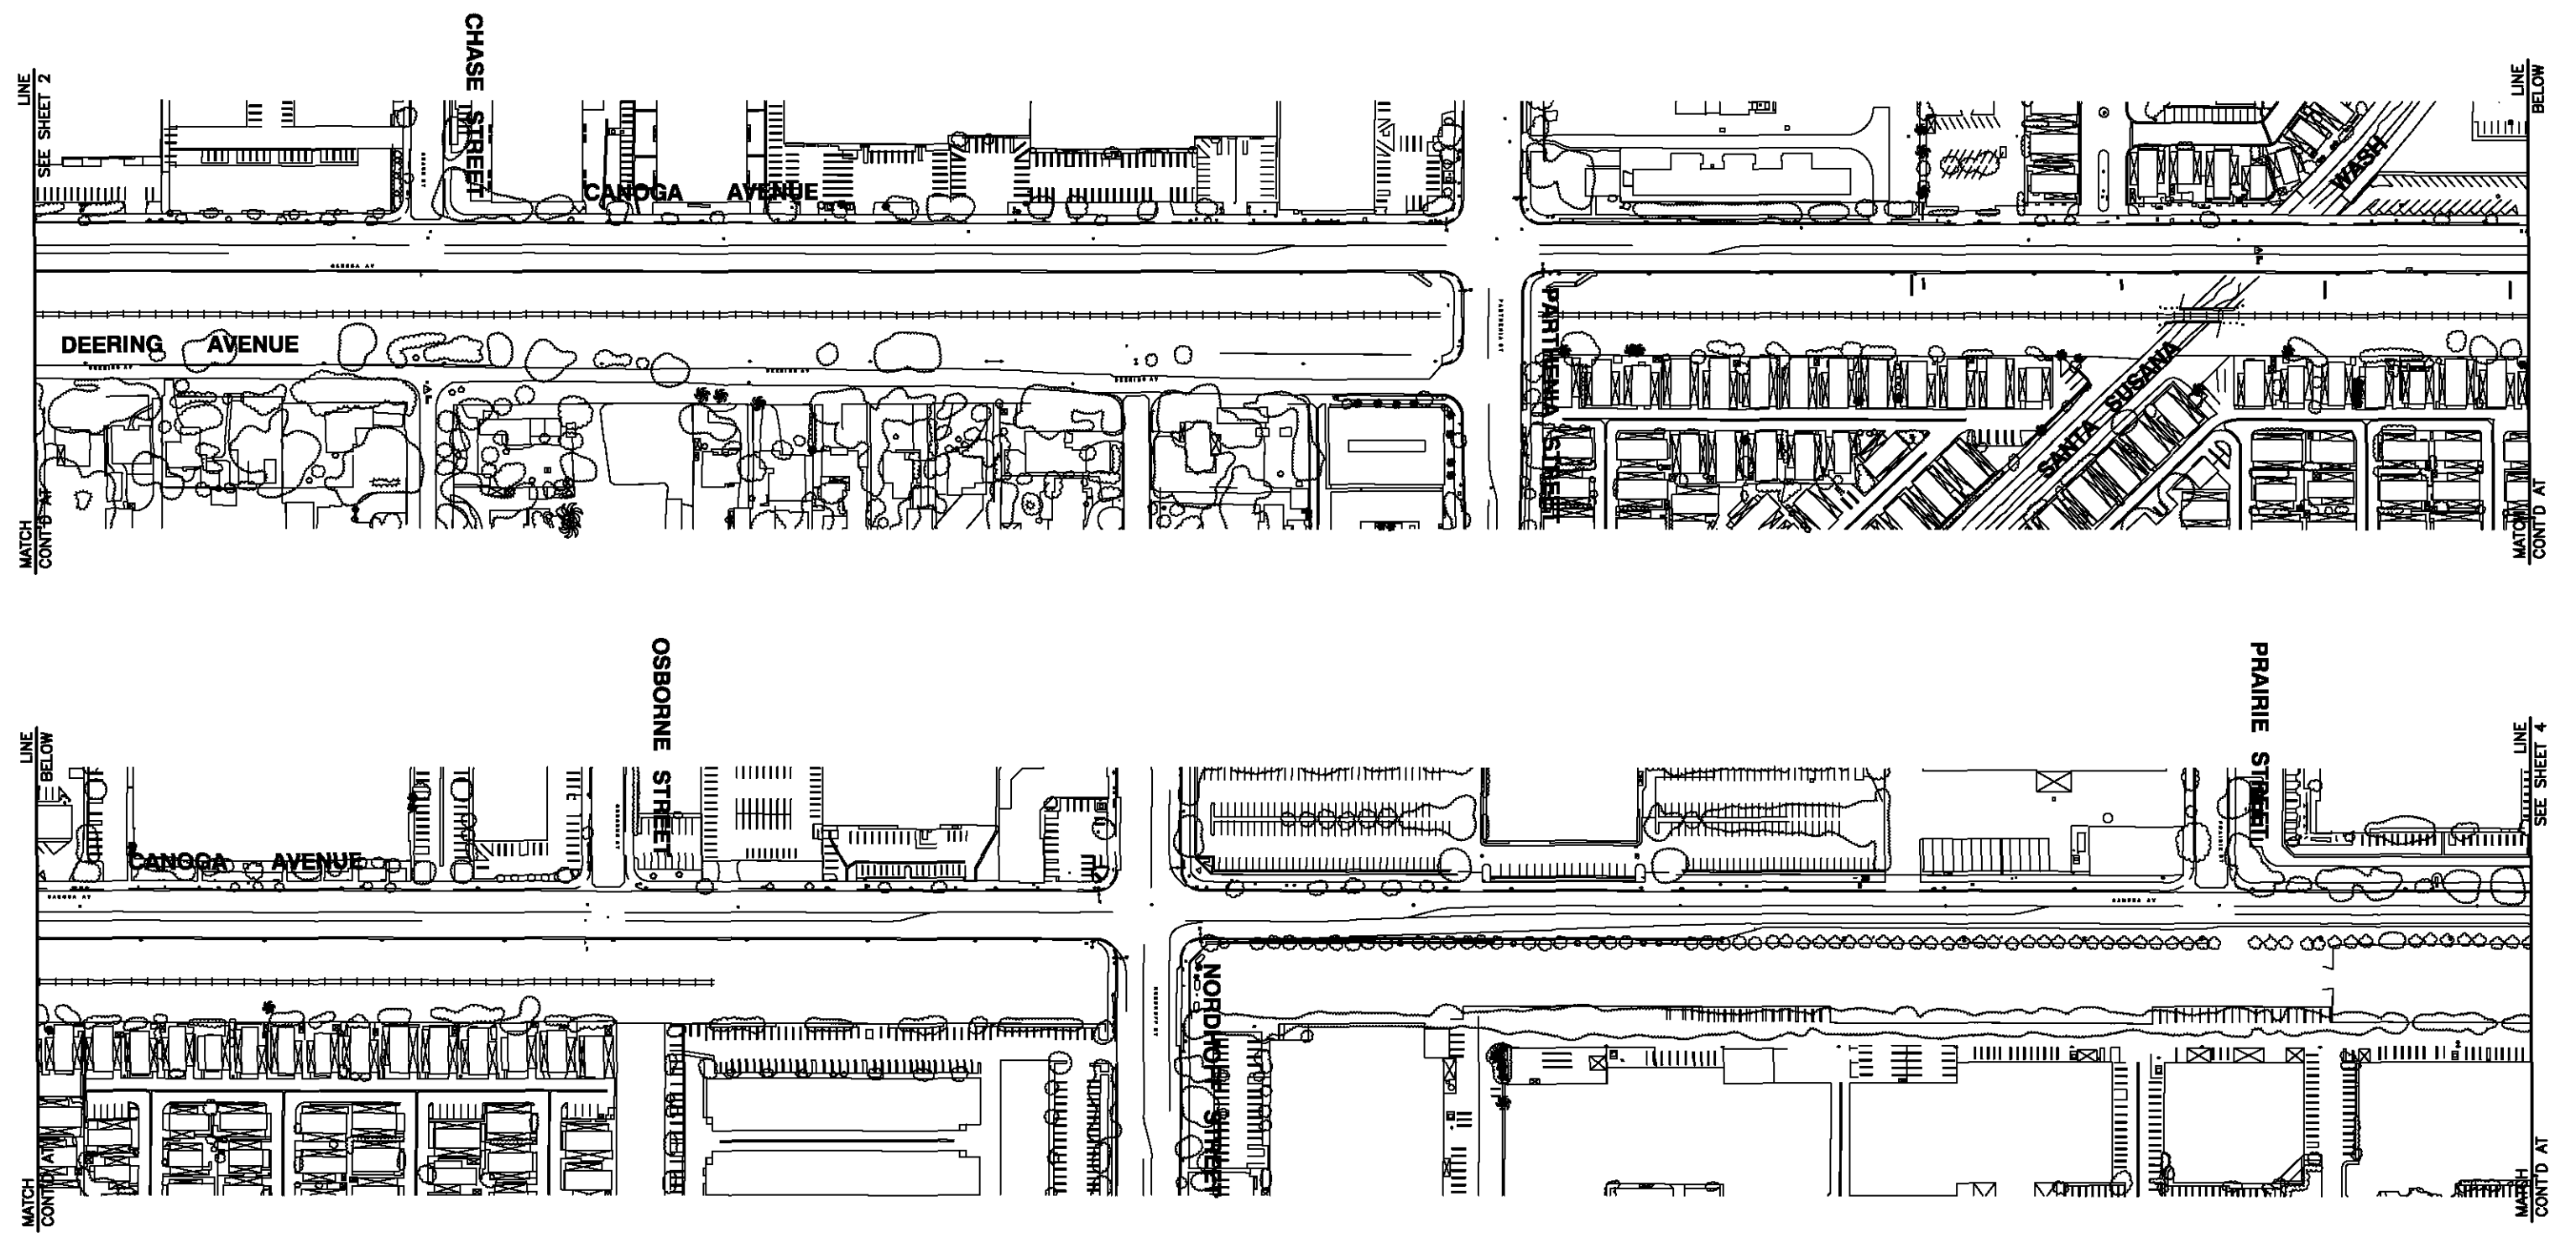 CHASE STREET
LINE
SEE SHEET 2
CANOGA AVENUE
DEERING AVENUE
MATCH
CONT'D AT
PARTHENIA STREET
SANTA SUSANA WASH
LINE
BELOW
MATCH
CONT'D AT
OSBORNE STREET
PRAIRIE STREET
LINE
BELOW
CANOGA AVENUE
MATCH
CONT'D AT
NORDHOFF STREET
LINE
SEE SHEET 4
MATCH
CONT'D AT